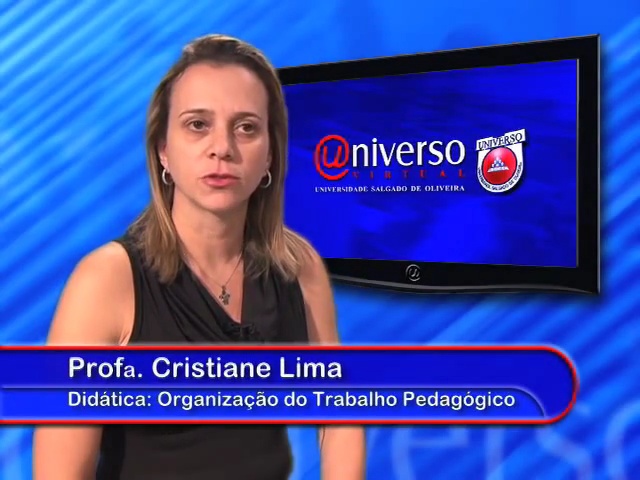 @niverso
VIRTUAL
UNIVERSIDADE SALGADO DE OLIVEIRA
UNIVERSO
Profa. Cristiane Lima
Didática: Organização do Trabalho Pedagógico